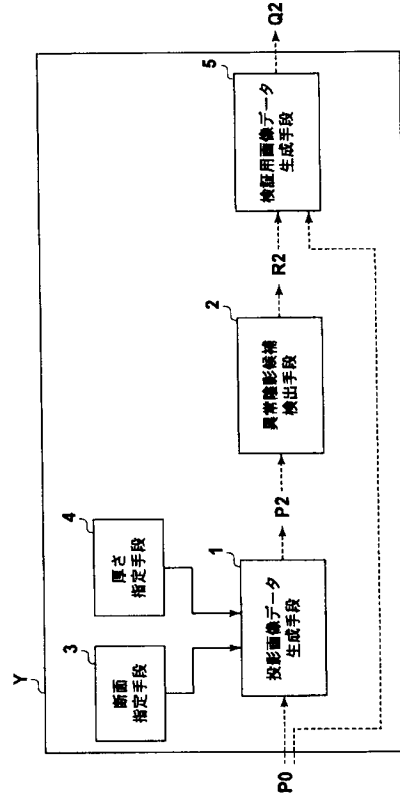 Y
3
断面
指定手段
4
厚さ
指定手段
P0
1
投影画像データ
生成手段
P2
2
異常陰影候補
検出手段
R2
5
検証用画像データ
生成手段
Q2